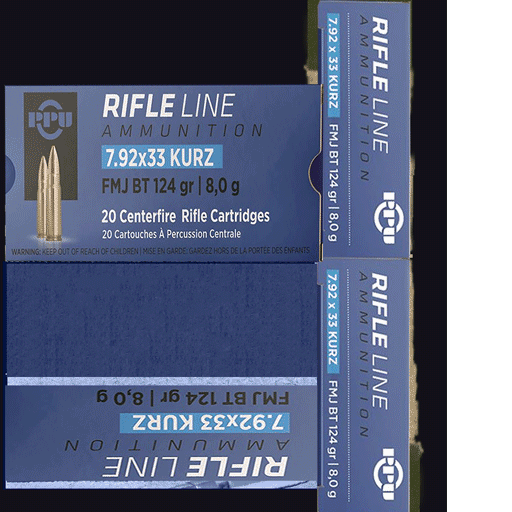 PPU
RIFLE LINE
AMMUNITION
7.92x33 KURZ
FMJ BT 124 gr | 8,0 g
20 Centerfire Rifle Cartridges
20 Cartouches À Percussion Centrale
WARNING: KEEP OUT OF REACH OF CHILDREN | MISE EN GARDE: GARDEZ HORS DE LA PORTEE DES ENFANTS
RIFLE LINE
AMMUNITION
7.92 x 33 KURZ
FMJ BT 124 gr | 8,0 g
PPU
RIFLE LINE
AMMUNITION
7.92 x 33 KURZ
FMJ BT 124 gr | 8,0 g
PPU
RIFLE LINE
AMMUNITION
7.92x33 KURZ
FMJ BT 124 gr | 8,0 g